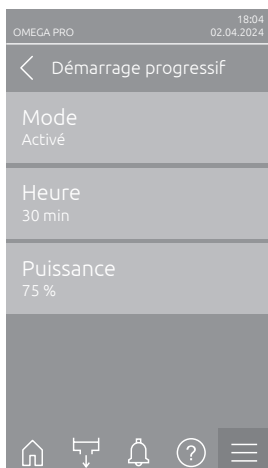 18:04
OMEGA PRO 02.04.2024
Démarrage progressif
Mode
Activé
Heure
30 min
Puissance
75 %
?